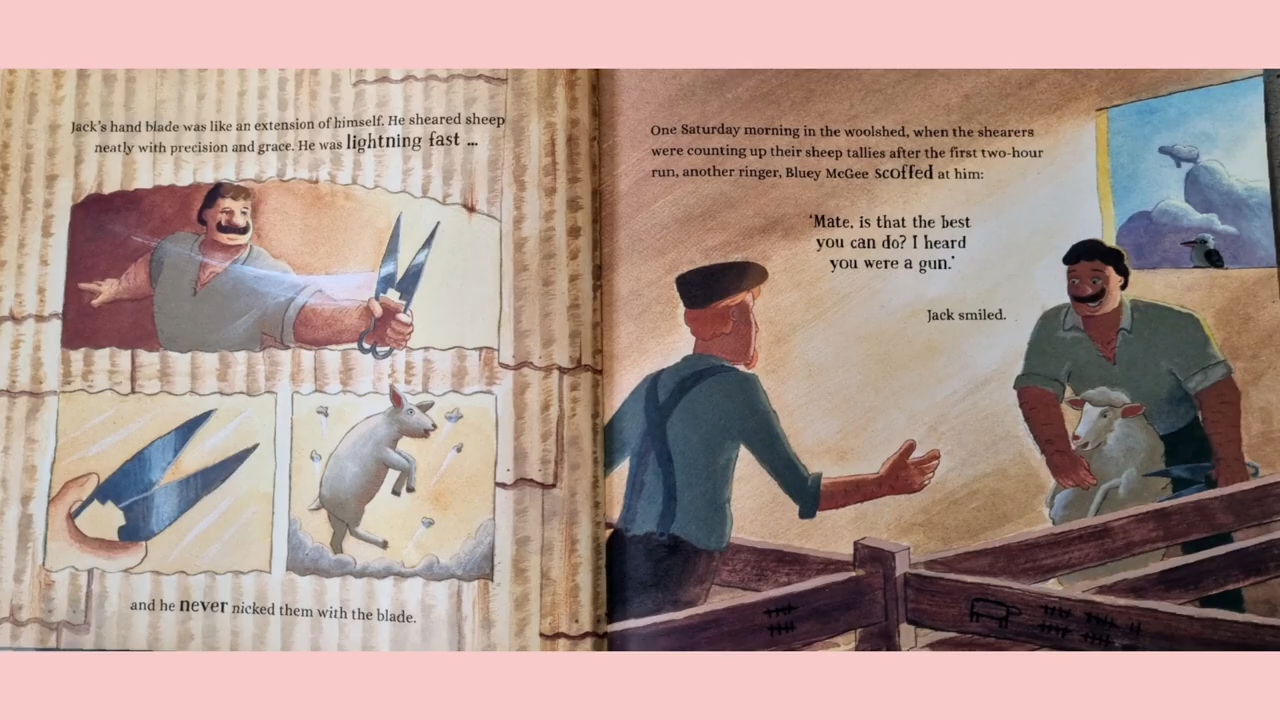 Jack's hand blade was like an extension of himself. He sheared sheep
neatly with precision and grace. He was lightning fast ...
and he never nicked them with the blade.
One Saturday morning in the woolshed, when the shearers
were counting up their sheep tallies after the first two-hour
run, another ringer, Bluey McGee scoffed at him:
'Mate, is that the best
you can do? I heard
you were a gun.'
Jack smiled.